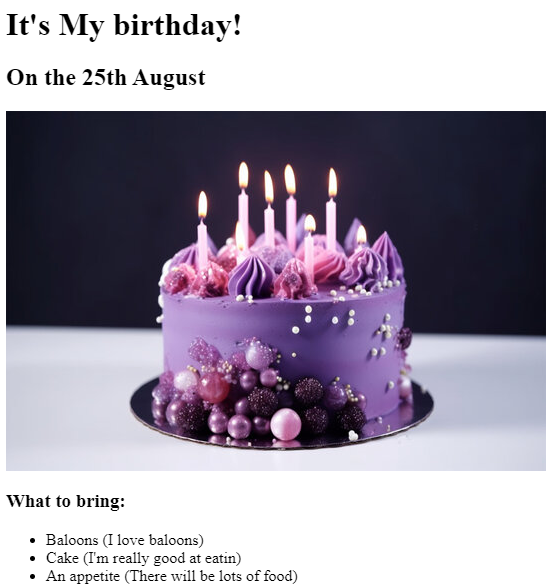 It's My birthday!
On the 25th August
What to bring:
Baloons (I love baloons)
Cake (I'm really good at eatin)
An appetite (There will be lots of food)